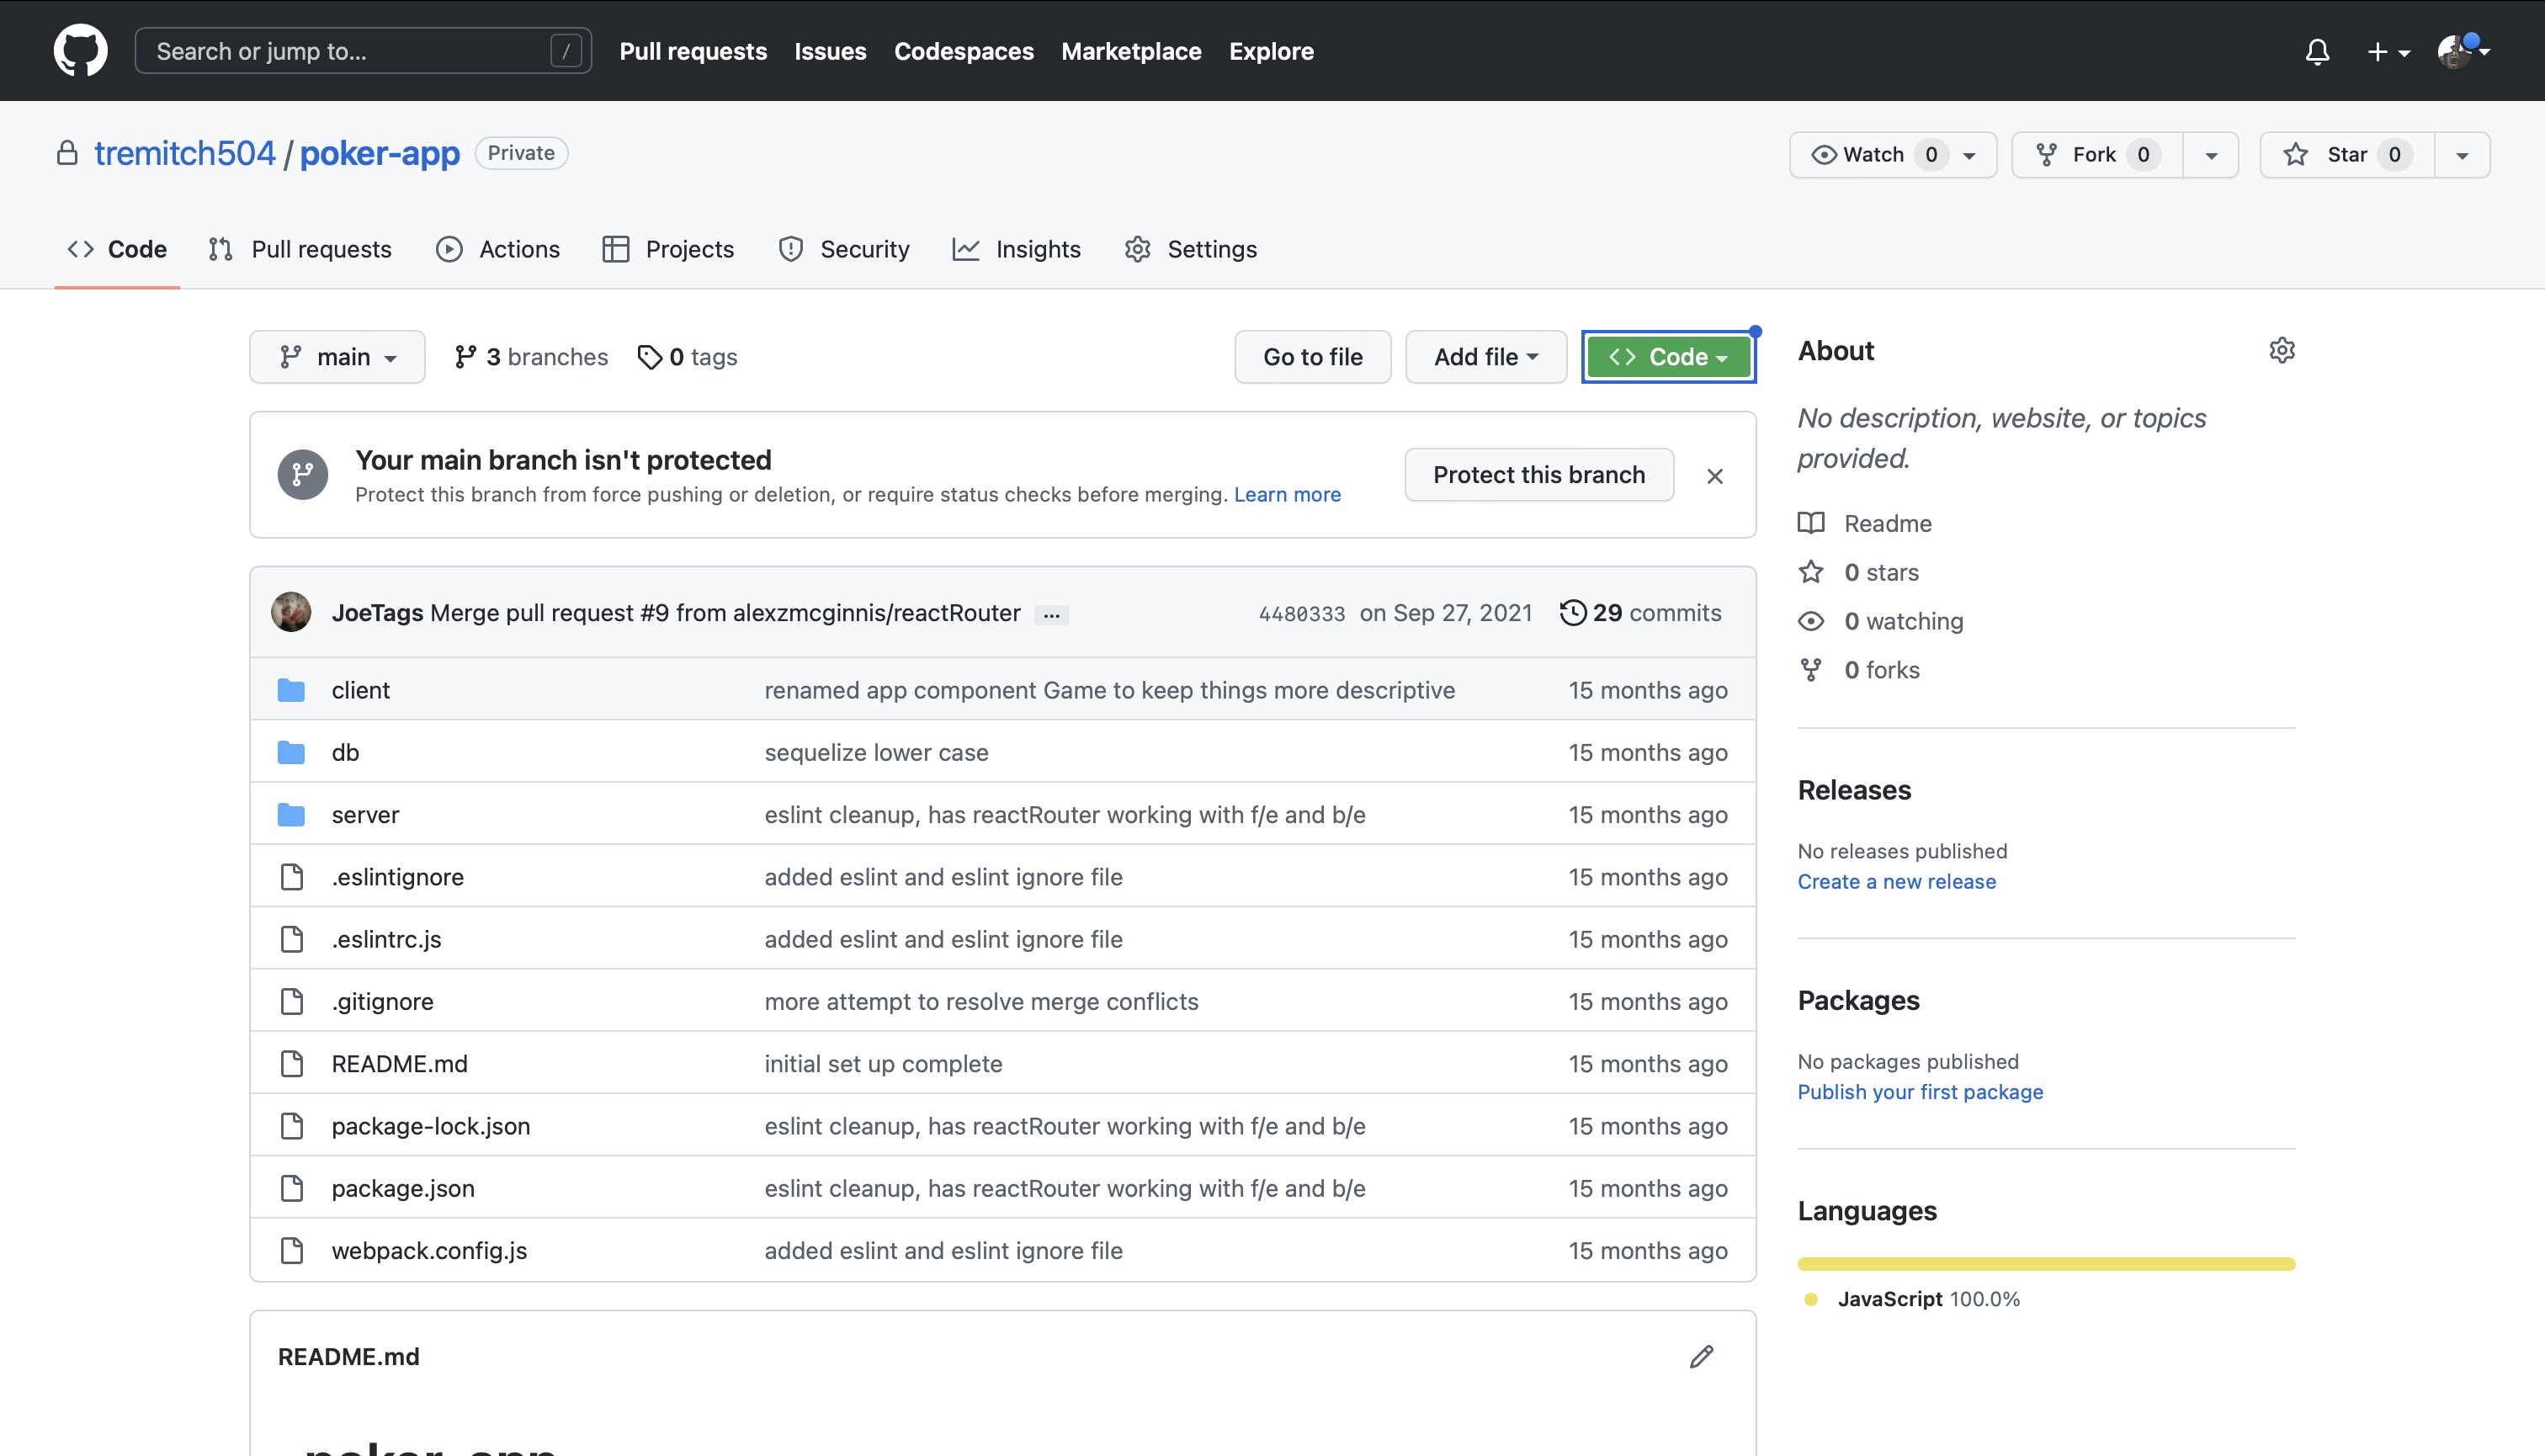 Search or jump to... /
Pull requests Issues Codespaces Marketplace Explore
tremitch504 / poker-app Private
Watch 0 Fork 0 Star 0
Code Pull requests Actions Projects Security Insights Settings
main 3 branches 0 tags Go to file Add file Code
Your main branch isn't protected
Protect this branch from force pushing or deletion, or require status checks before merging. Learn more
Protect this branch
JoeTags Merge pull request #9 from alexzmcginnis/reactRouter ... 4480333 on Sep 27, 2021 29 commits
client renamed app component Game to keep things more descriptive 15 months ago
db sequelize lower case 15 months ago
server eslint cleanup, has reactRouter working with f/e and b/e 15 months ago
.eslintignore added eslint and eslint ignore file 15 months ago
.eslintrc.js added eslint and eslint ignore file 15 months ago
.gitignore more attempt to resolve merge conflicts 15 months ago
README.md initial set up complete 15 months ago
package-lock.json eslint cleanup, has reactRouter working with f/e and b/e 15 months ago
package.json eslint cleanup, has reactRouter working with f/e and b/e 15 months ago
webpack.config.js added eslint and eslint ignore file 15 months ago
README.md
poker-app
About
No description, website, or topics
provided.
Readme
0 stars
0 watching
0 forks
Releases
No releases published
Create a new release
Packages
No packages published
Publish your first package
Languages
JavaScript 100.0%